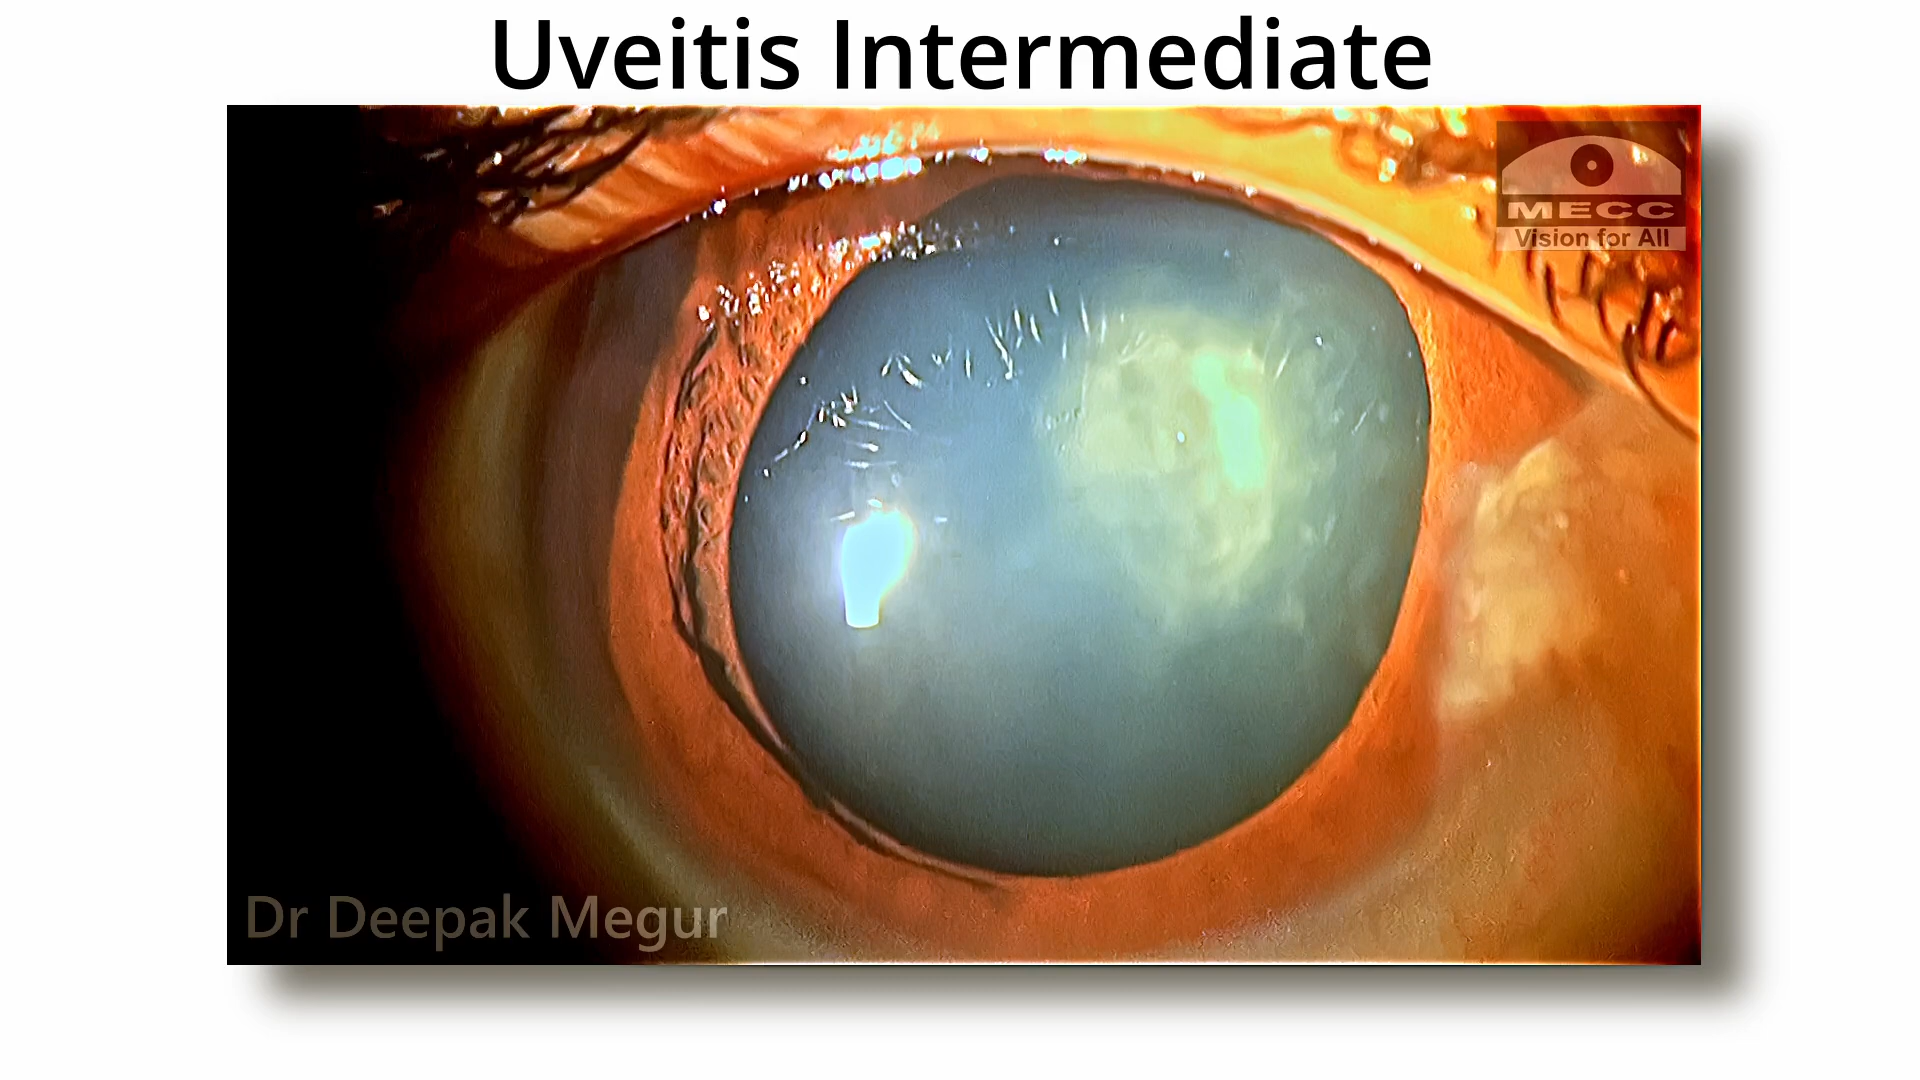 Uveitis Intermediate
MECC
Vision for All
Dr Deepak Megur